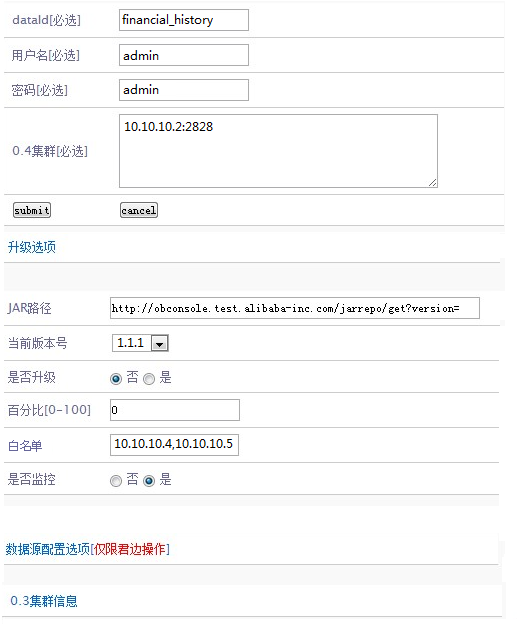 dataId[必选] financial_history
用户名[必选] admin
密码[必选] admin
0.4集群[必选] 10.10.10.2:2828
submit cancel
升级选项
JAR路径 http://obconsole.test.alibaba-inc.com/jarrepo/get?version=
当前版本号 1.1.1
是否升级 否 是
百分比[0-100] 0
白名单 10.10.10.4,10.10.10.5
是否监控 否 是
数据源配置选项[仅限君边操作]
0.3集群信息